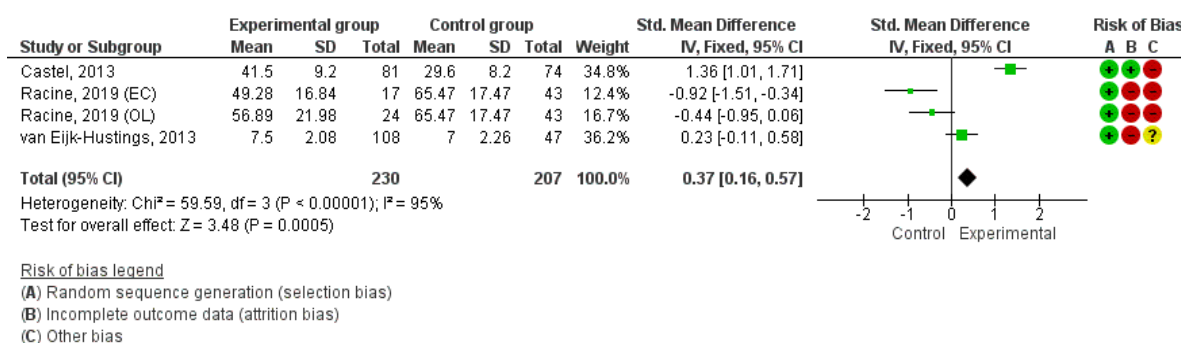 Experimental group Control group Std. Mean Difference Std. Mean Difference Risk of Bias
Study or Subgroup Mean SD Total Mean SD Total Weight IV, Fixed, 95% CI IV, Fixed, 95% CI A B C
Castel, 2013 41.5 9.2 81 29.6 8.2 74 34.8% 1.36 [1.01, 1.71] + + −
Racine, 2019 (EC) 49.28 16.84 17 65.47 17.47 43 12.4% -0.92 [-1.51, -0.34] + − −
Racine, 2019 (OL) 56.89 21.98 24 65.47 17.47 43 16.7% -0.44 [-0.95, 0.06] + − −
van Eijk-Hustings, 2013 7.5 2.08 108 7 2.26 47 36.2% 0.23 [-0.11, 0.58] + − ?
Total (95% CI) 230 207 100.0% 0.37 [0.16, 0.57]
Heterogeneity: Chi² = 59.59, df = 3 (P < 0.00001); I² = 95%
Test for overall effect: Z = 3.48 (P = 0.0005)
-2 -1 0 1 2
Control Experimental
Risk of bias legend
(A) Random sequence generation (selection bias)
(B) Incomplete outcome data (attrition bias)
(C) Other bias